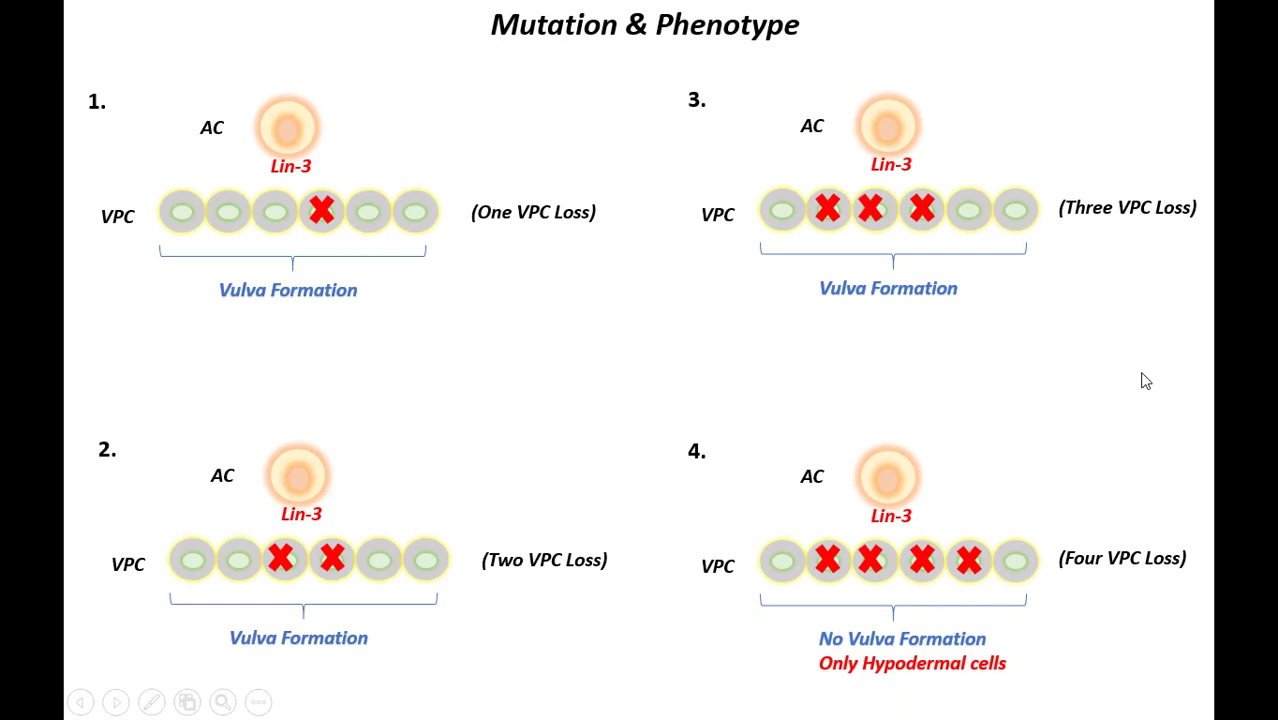 Mutation & Phenotype
1.
AC
Lin-3
VPC
(One VPC Loss)
Vulva Formation
2.
AC
Lin-3
VPC
(Two VPC Loss)
Vulva Formation
3.
AC
Lin-3
VPC
(Three VPC Loss)
Vulva Formation
4.
AC
Lin-3
VPC
(Four VPC Loss)
No Vulva Formation
Only Hypodermal cells